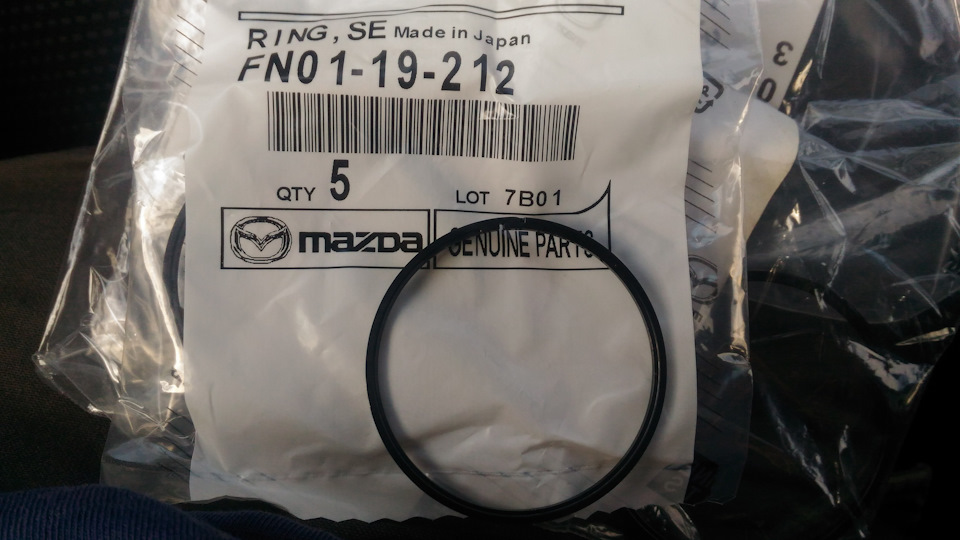 RING, SE Made in Japan
FN01-19-212
QTY 5 LOT 7B01
mazda GENUINE PARTS